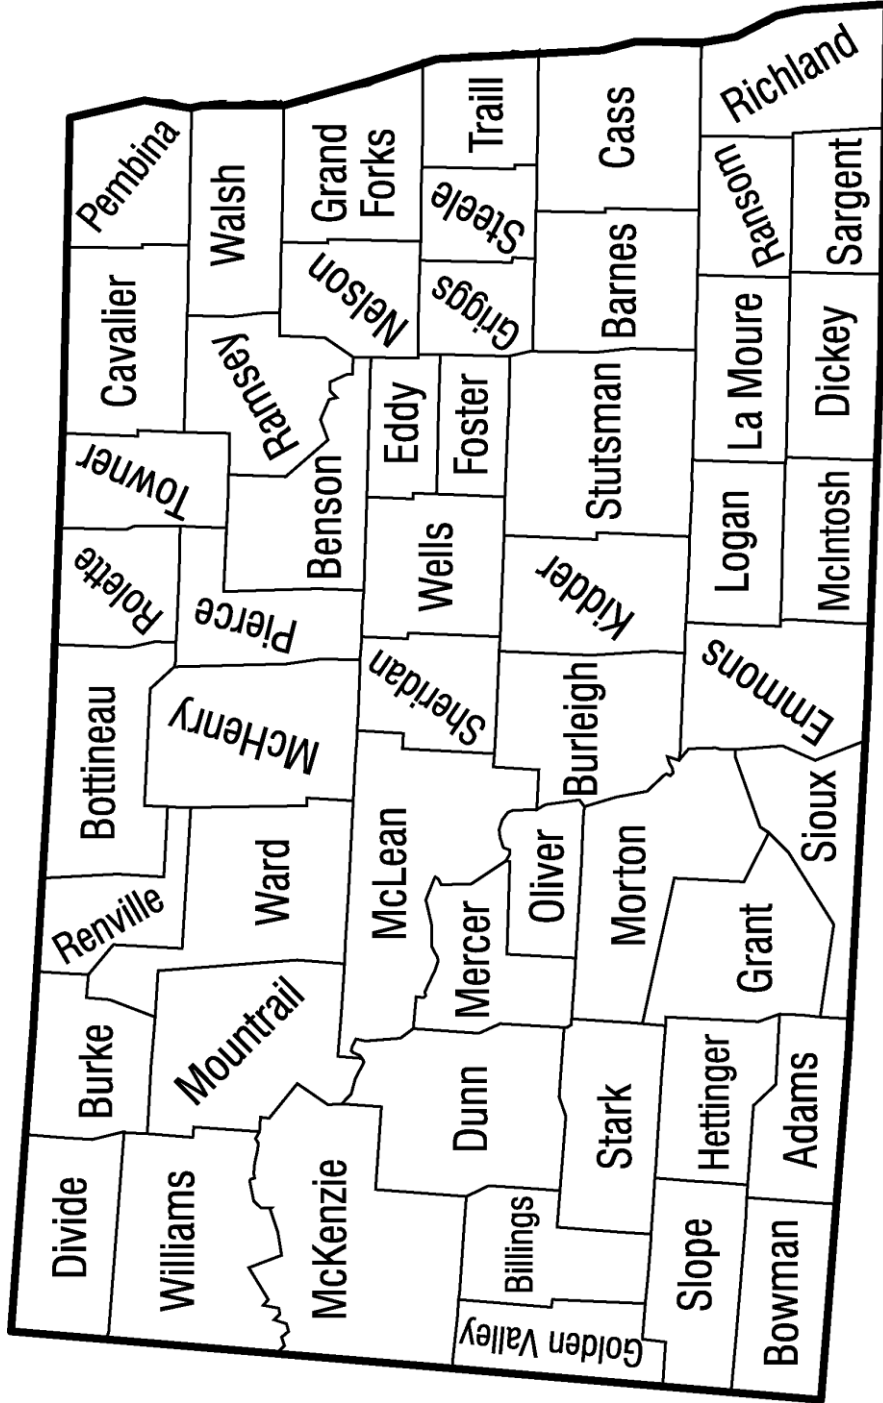 Divide
Burke
Renville
Bottineau
Rolette
Towner
Cavalier
Pembina
Williams
Mountrail
Ward
McHenry
Pierce
Ramsey
Walsh
Benson
Nelson
Grand
Forks
McKenzie
McLean
Sheridan
Wells
Eddy
Foster
Griggs
Steele
Traill
Dunn
Mercer
Oliver
Burleigh
Kidder
Stutsman
Barnes
Cass
Golden Valley
Billings
Stark
Morton
Slope
Hettinger
Grant
Emmons
Logan
La Moure
Ransom
Richland
Bowman
Adams
Sioux
McIntosh
Dickey
Sargent